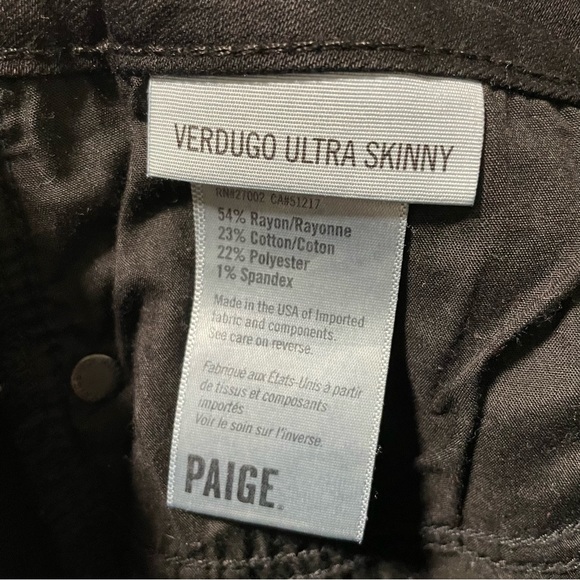 VERDUGO ULTRA SKINNY
RN#27002 CA#51217
54% Rayon/Rayonne
23% Cotton/Coton
22% Polyester
1% Spandex
Made in the USA of Imported
fabric and components.
See care on reverse.
Fabriqué aux États-Unis à partir
de tissus et composants
importés
Voir le soin sur l'inverse.
PAIGE